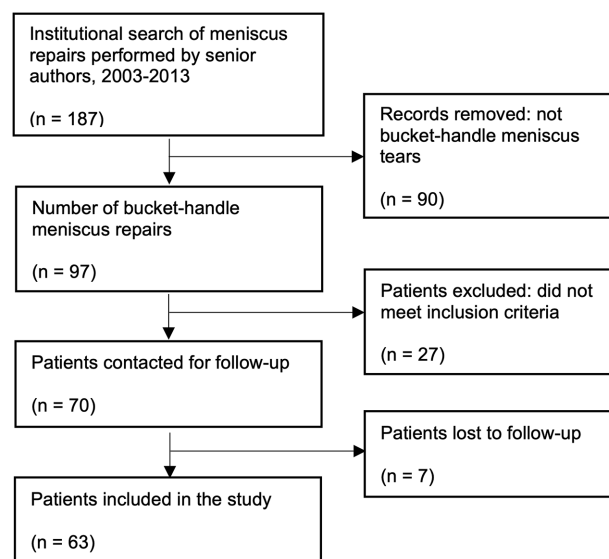 Institutional search of meniscus
repairs performed by senior
authors, 2003-2013
(n = 187)
Records removed: not
bucket-handle meniscus
tears
(n = 90)
Number of bucket-handle
meniscus repairs
(n = 97)
Patients excluded: did not
meet inclusion criteria
(n = 27)
Patients contacted for follow-up
(n = 70)
Patients lost to follow-up
(n = 7)
Patients included in the study
(n = 63)